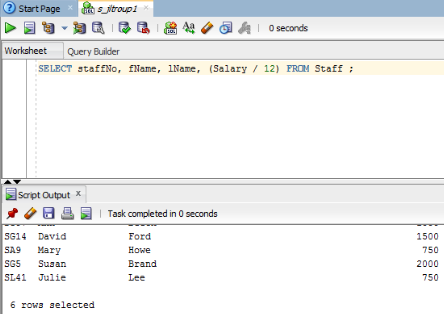 Start Page s_jltroup1
0 seconds
Worksheet Query Builder
SELECT staffNo, fName, lName, (Salary / 12) FROM Staff ;
Script Output
Task completed in 0 seconds
SG14 David Ford 1500
SA9 Mary Howe 750
SG5 Susan Brand 2000
SL41 Julie Lee 750
6 rows selected